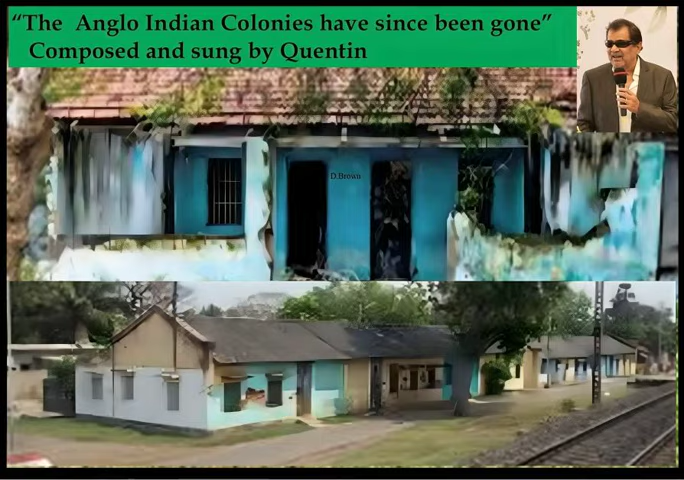 “The Anglo Indian Colonies have since been gone”
Composed and sung by Quentin
D.Brown